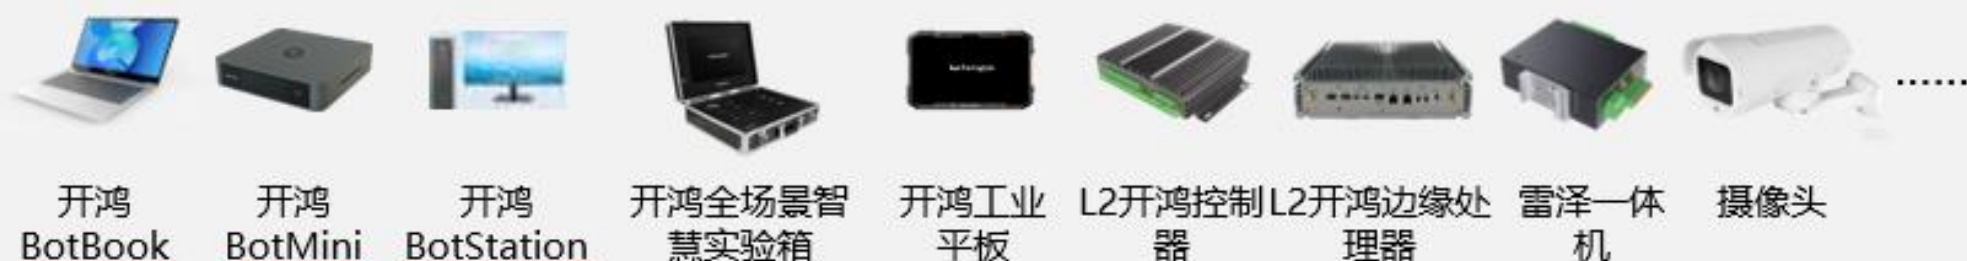 开鸿
BotBook
开鸿
BotMini
开鸿
BotStation
开鸿全场景智
慧实验箱
开鸿工业
平板
L2开鸿控制
器
L2开鸿边缘处
理器
雷泽一体
机
摄像头
……